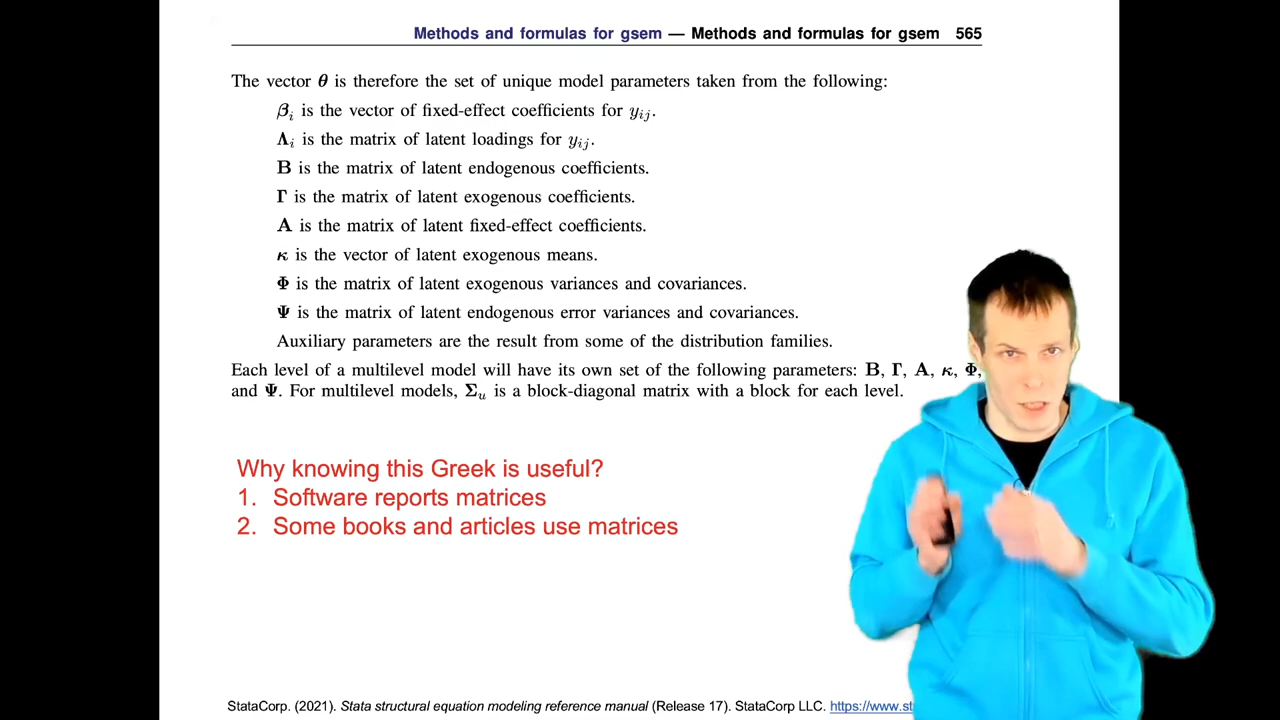 Methods and formulas for gsem — Methods and formulas for gsem 565
The vector θ is therefore the set of unique model parameters taken from the following:
βᵢ is the vector of fixed-effect coefficients for yᵢⱼ.
Λᵢ is the matrix of latent loadings for yᵢⱼ.
B is the matrix of latent endogenous coefficients.
Γ is the matrix of latent exogenous coefficients.
A is the matrix of latent fixed-effect coefficients.
κ is the vector of latent exogenous means.
Φ is the matrix of latent exogenous variances and covariances.
Ψ is the matrix of latent endogenous error variances and covariances.
Auxiliary parameters are the result from some of the distribution families.
Each level of a multilevel model will have its own set of the following parameters: B, Γ, A, κ, Φ,
and Ψ. For multilevel models, Σᵤ is a block-diagonal matrix with a block for each level.
Why knowing this Greek is useful?
1. Software reports matrices
2. Some books and articles use matrices
StataCorp. (2021). Stata structural equation modeling reference manual (Release 17). StataCorp LLC. https://www.st